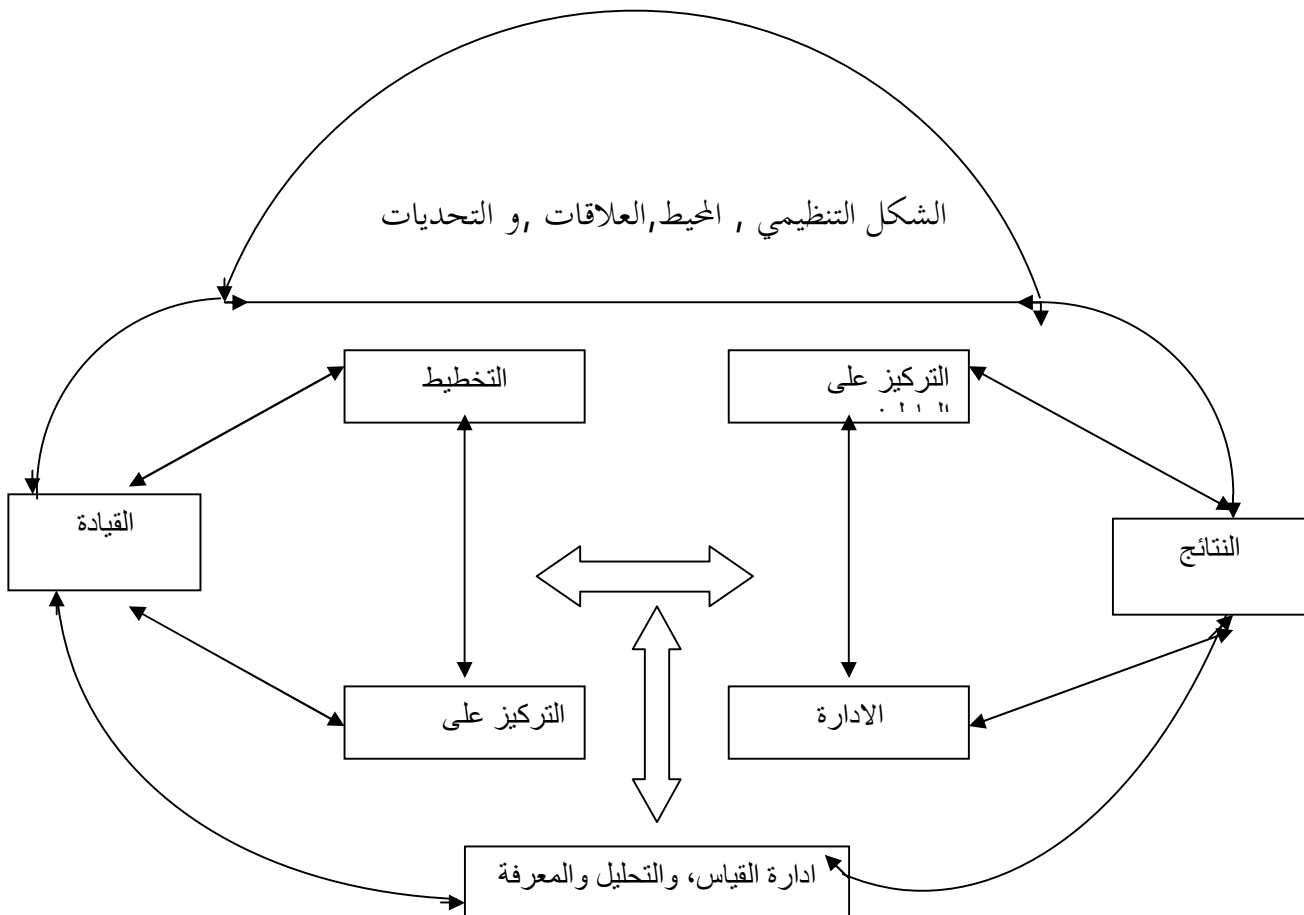 الشكل التنظيمي , المحيط,العلاقات ,و التحديات
التركيز على
التخطيط
القيادة
النتائج
الادارة
التركيز على
ادارة القياس، والتحليل والمعرفة